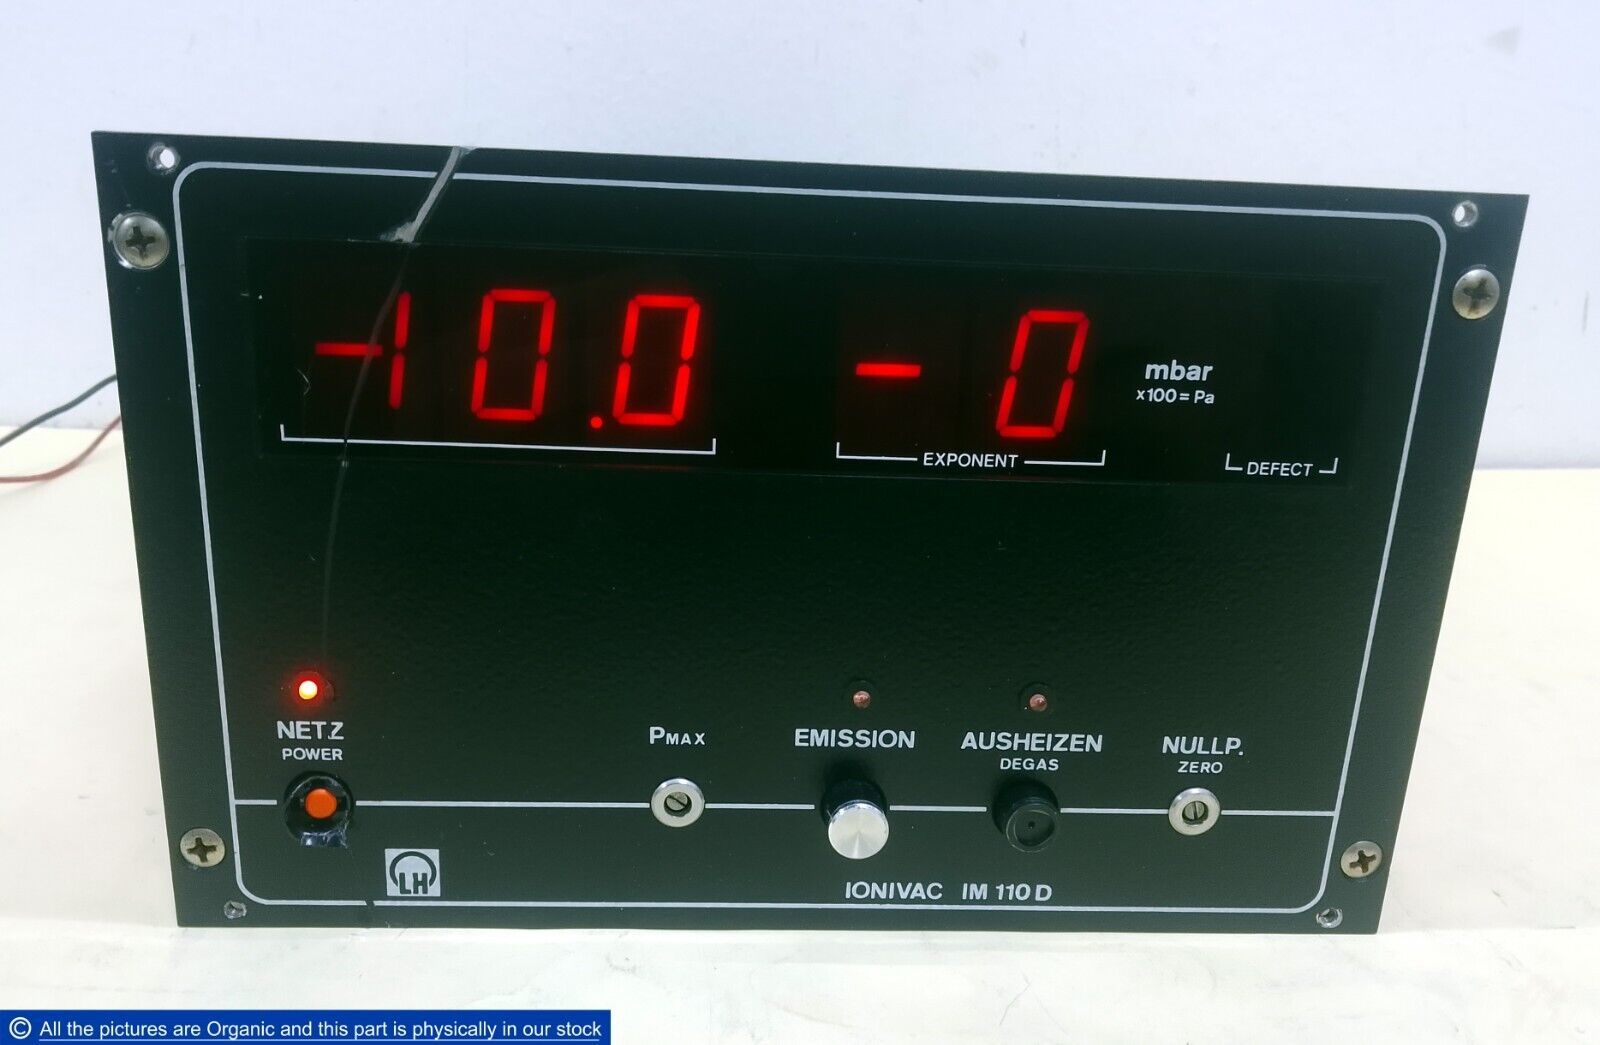 -10.0 -0
mbar
x100=Pa
EXPONENT
DEFECT
NETZ
POWER
PMAX
EMISSION
AUSHEIZEN
DEGAS
NULLP.
ZERO
LH
IONIVAC IM 110 D
© All the pictures are Organic and this part is physically in our stock